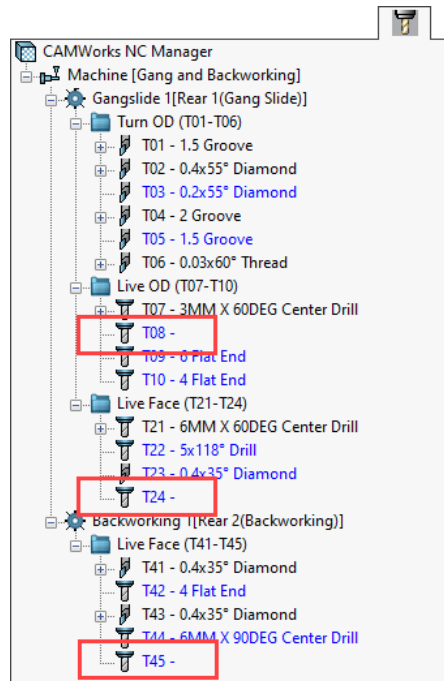 CAMWorks NC Manager
Machine [Gang and Backworking]
Gangslide 1[Rear 1(Gang Slide)]
Turn OD (T01-T06)
T01 - 1.5 Groove
T02 - 0.4x55° Diamond
T03 - 0.2x55° Diamond
T04 - 2 Groove
T05 - 1.5 Groove
T06 - 0.03x60° Thread
Live OD (T07-T10)
T07 - 3MM X 60DEG Center Drill
T08 -
T09 - 6 Flat End
T10 - 4 Flat End
Live Face (T21-T24)
T21 - 6MM X 60DEG Center Drill
T22 - 5x118° Drill
T23 - 0.4x35° Diamond
T24 -
Backworking 1[Rear 2(Backworking)]
Live Face (T41-T45)
T41 - 0.4x35° Diamond
T42 - 4 Flat End
T43 - 0.4x35° Diamond
T44 - 6MM X 90DEG Center Drill
T45 -